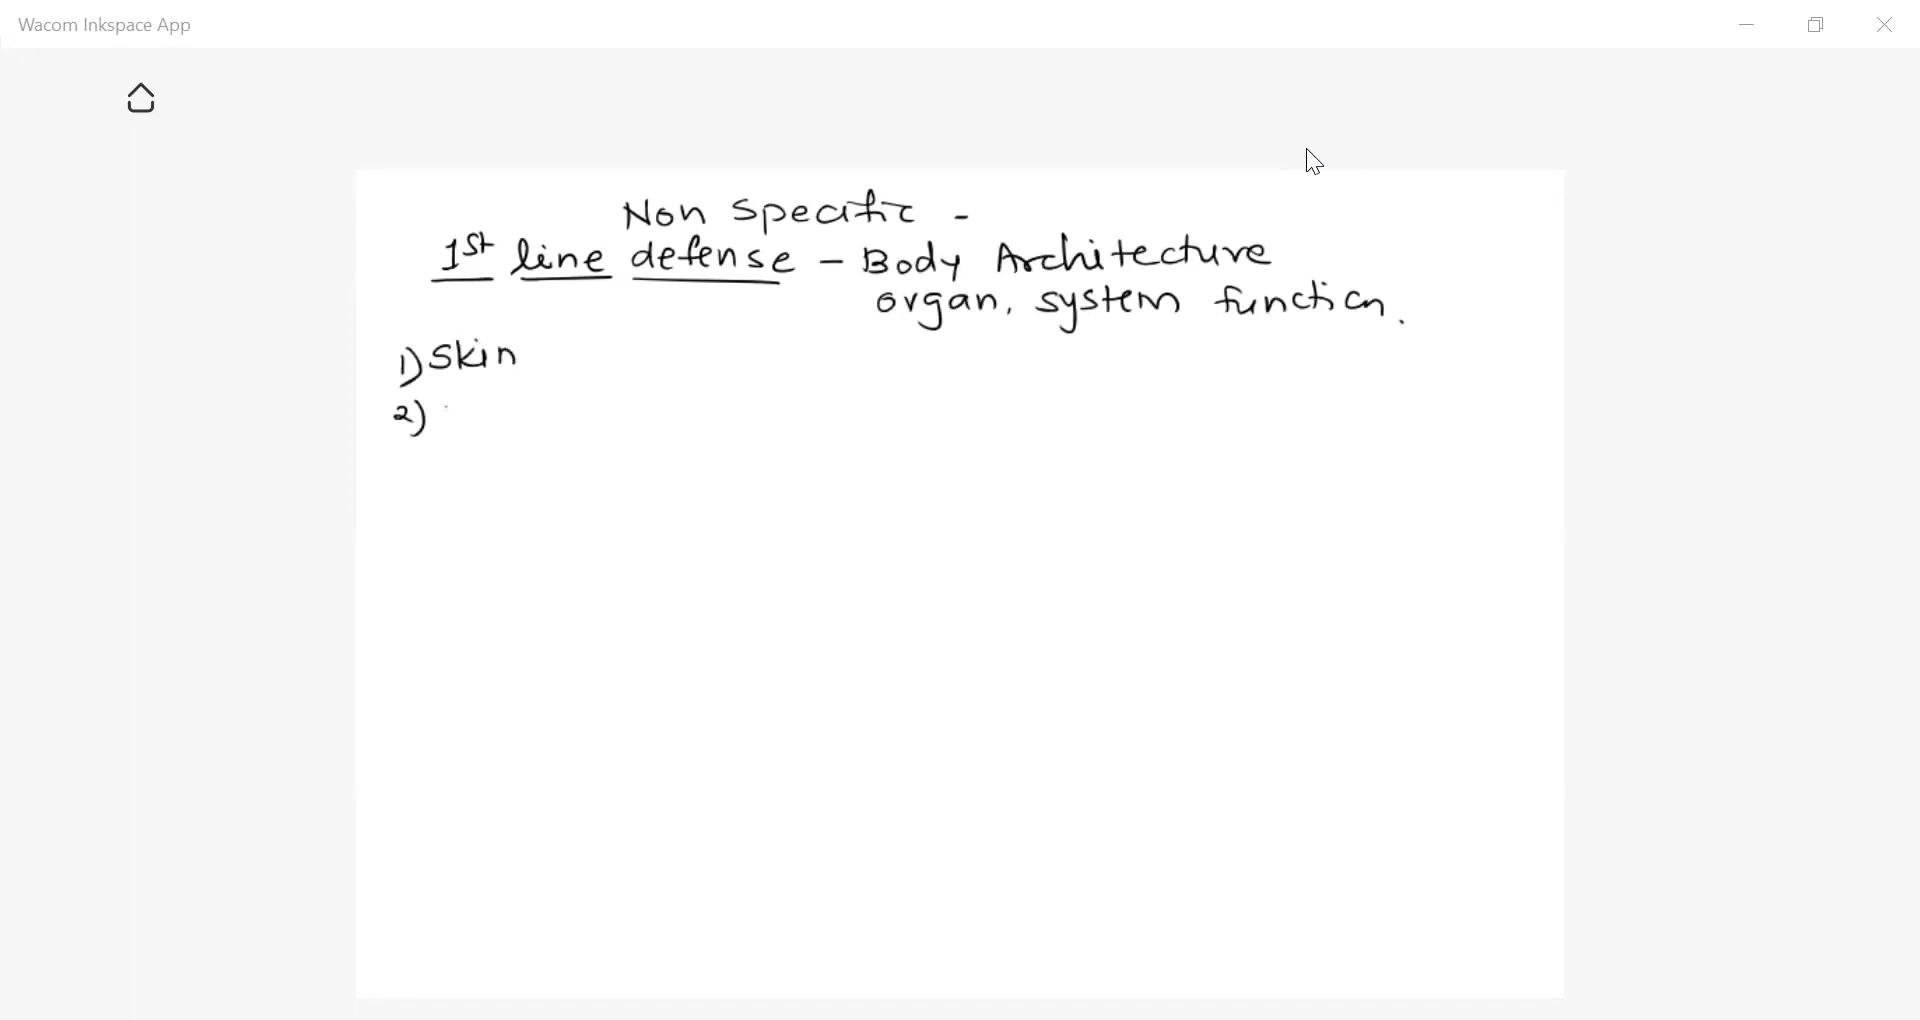 Wacom Inkspace App
Non Specific -
1st line defense - Body Architecture
organ, system function.
1) Skin
2)